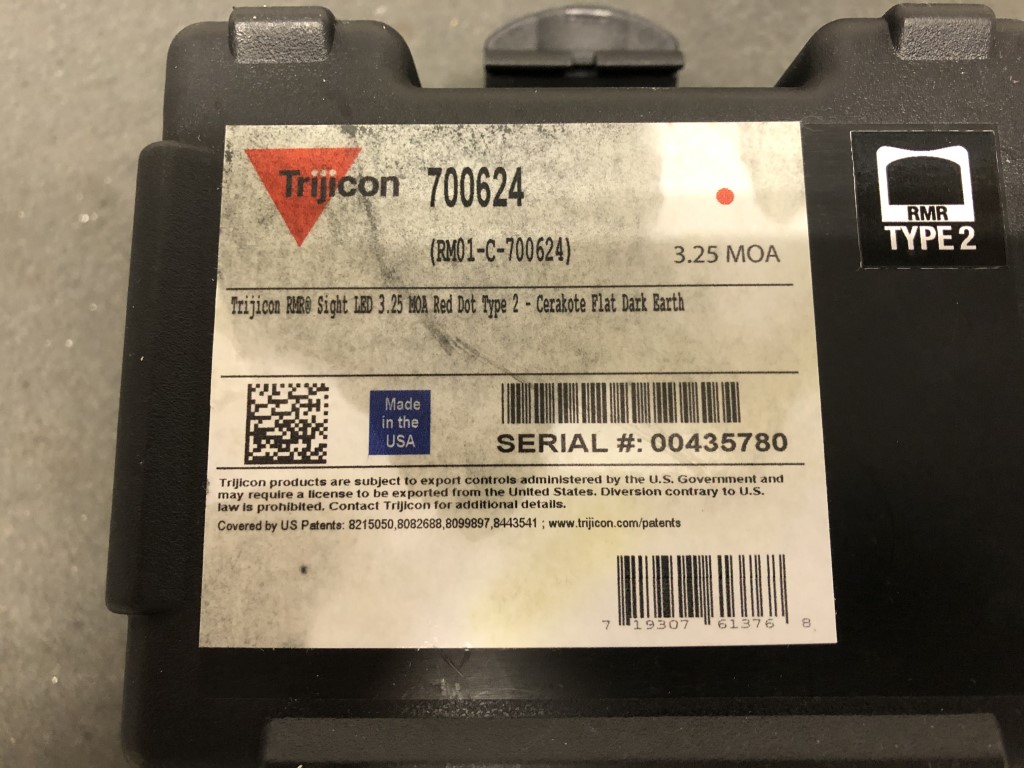 Trijicon
700624
(RM01-C-700624)
3.25 MOA
RMR
TYPE 2
Trijicon RMR® Sight LED 3.25 MOA Red Dot Type 2 - Cerakote Flat Dark Earth
Made
in the
USA
SERIAL #: 00435780
Trijicon products are subject to export controls administered by the U.S. Government and
may require a license to be exported from the United States. Diversion contrary to U.S.
law is prohibited. Contact Trijicon for additional details.
Covered by US Patents: 8215050,8082688,8099897,8443541 ; www.trijicon.com/patents
7 19307 61376 8